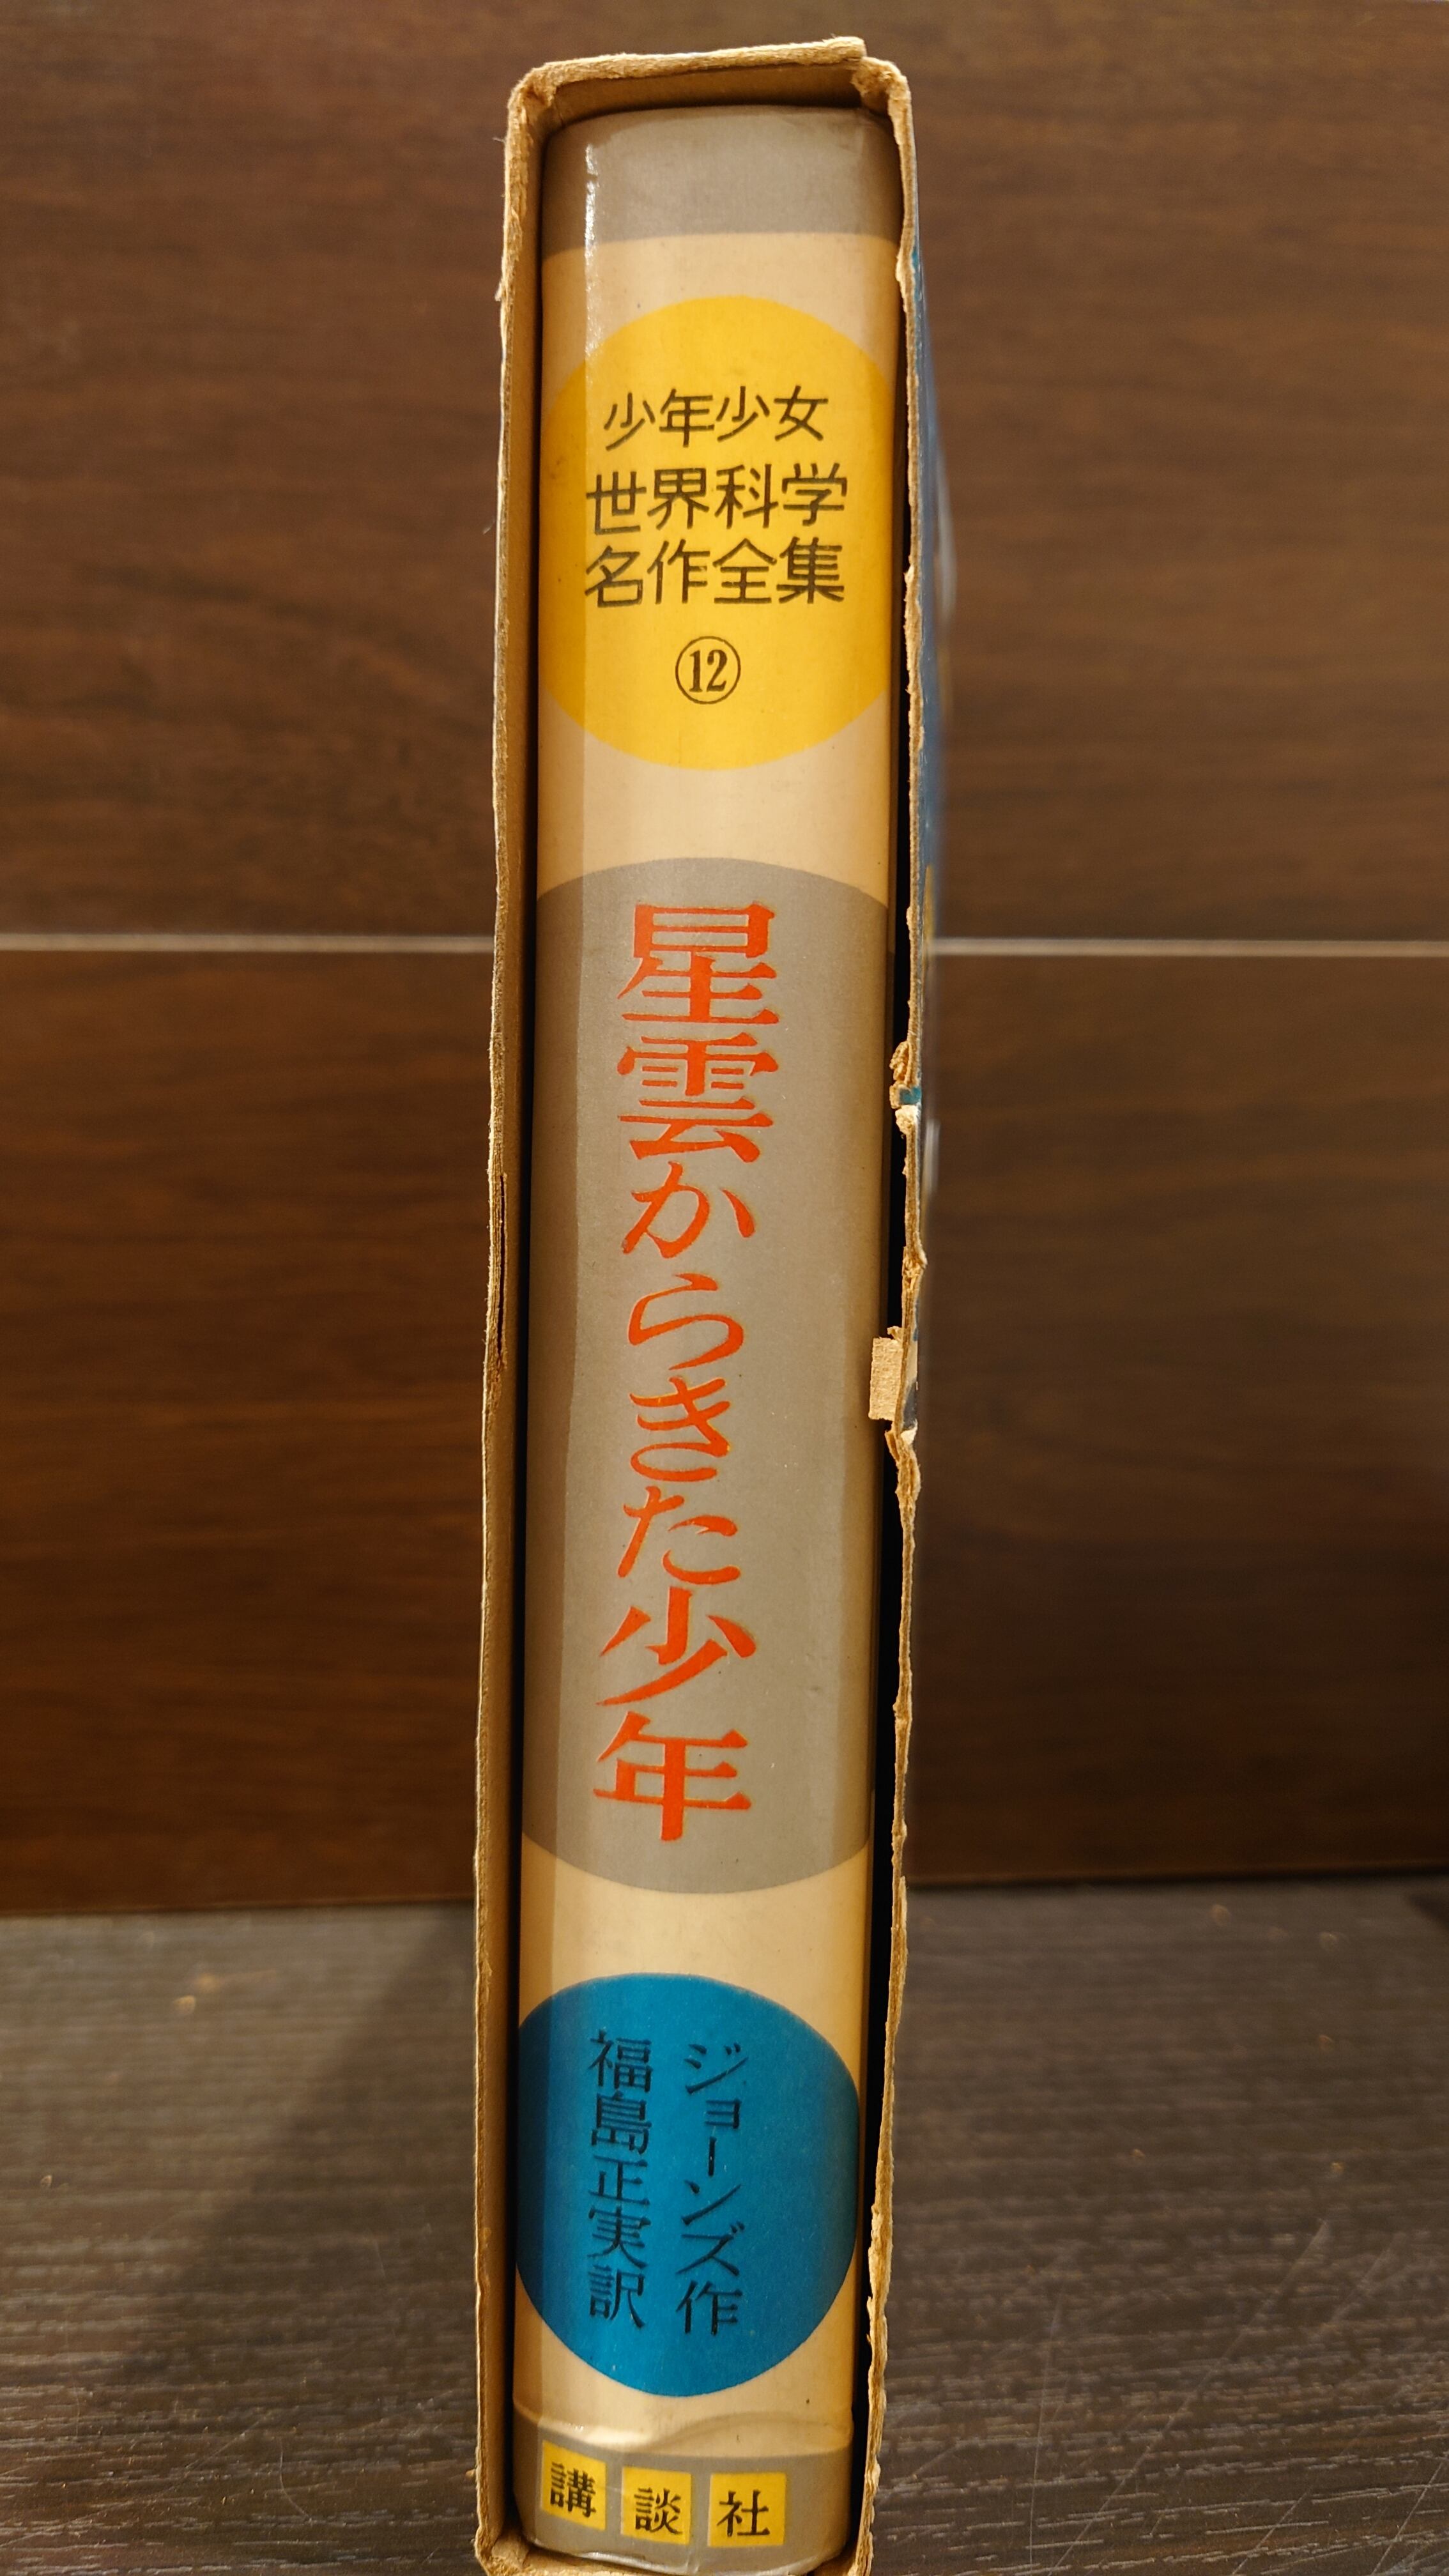 少年少女
世界科学
名作全集
⑫
星雲からきた少年
ジョーンズ作
福島正実訳
講談社